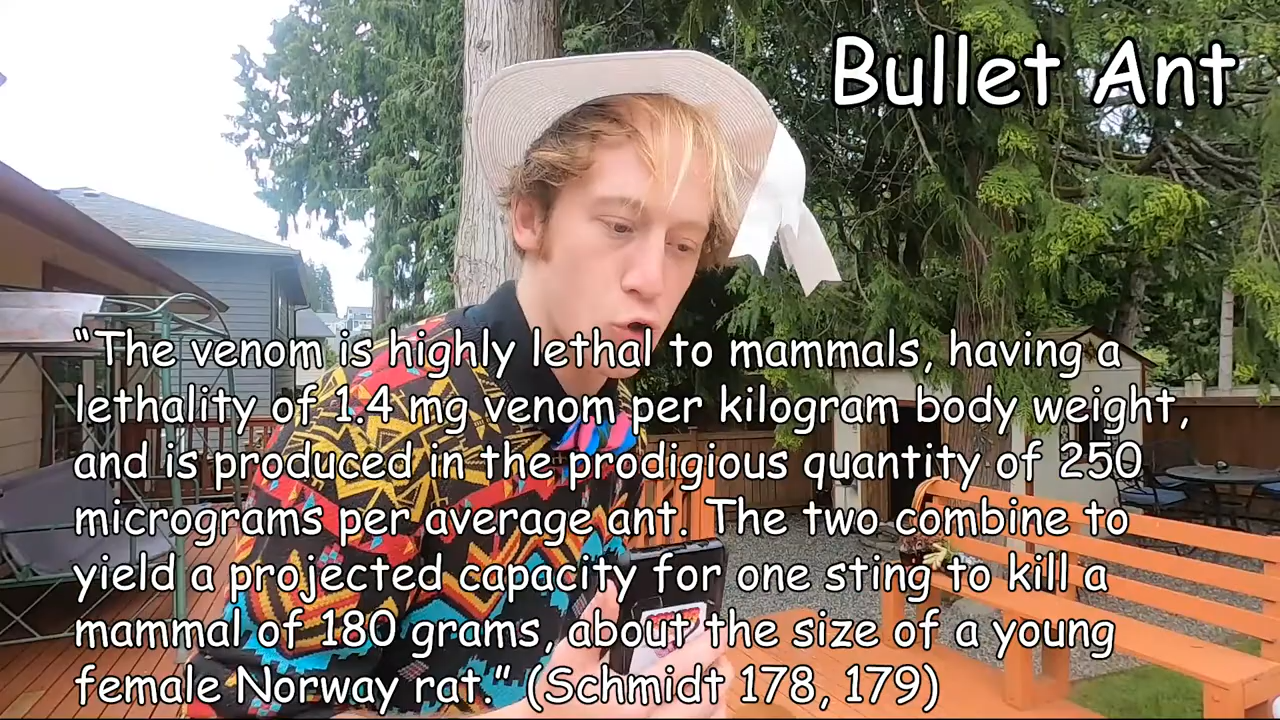 Bullet Ant
“The venom is highly lethal to mammals, having a
lethality of 1.4 mg venom per kilogram body weight,
and is produced in the prodigious quantity of 250
micrograms per average ant. The two combine to
yield a projected capacity for one sting to kill a
mammal of 180 grams, about the size of a young
female Norway rat.” (Schmidt 178, 179)